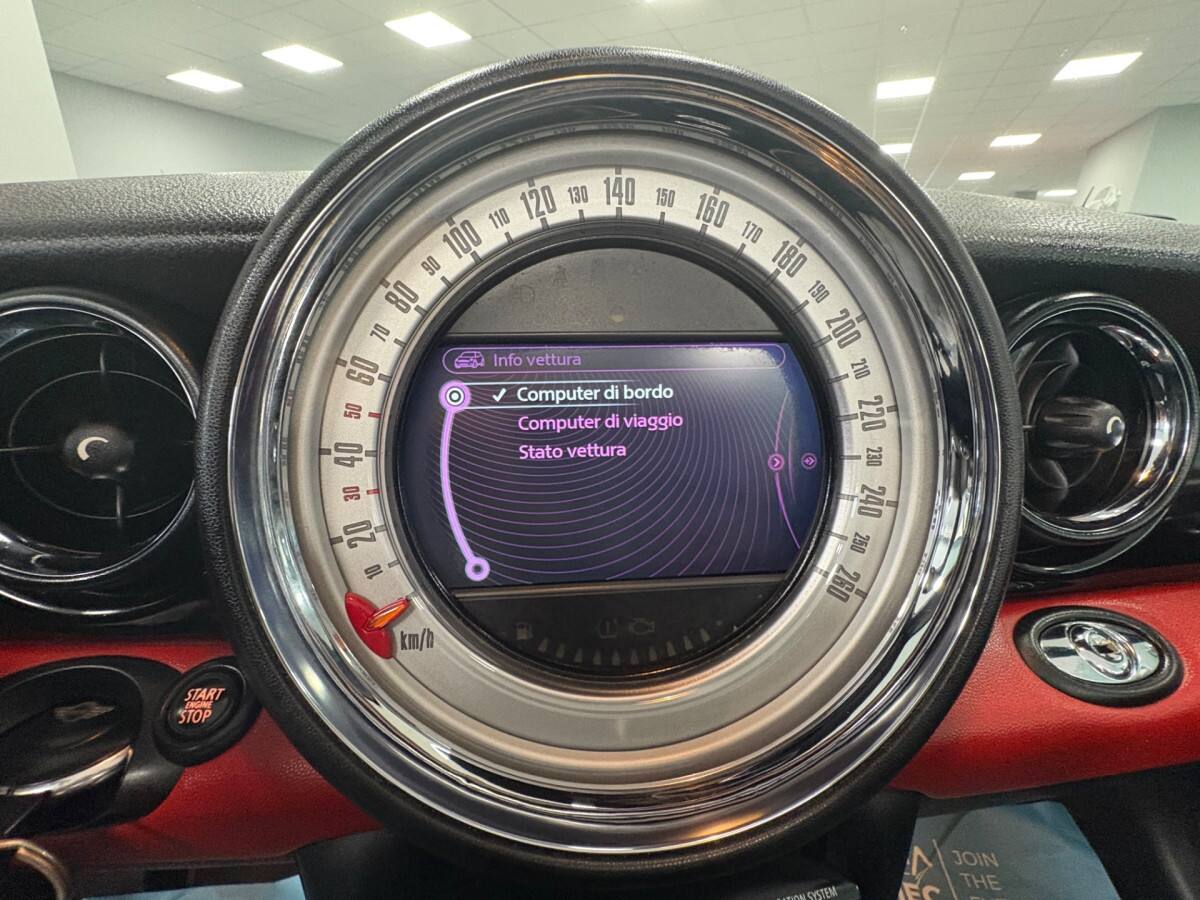 10
20
30
40
50
60
70
80
90
100
110
120
130
140
150
160
170
180
190
200
210
220
230
240
250
260
km/h
Info vettura
✓ Computer di bordo
Computer di viaggio
Stato vettura
START
ENGINE
STOP
SYSTEM
JOIN
THE